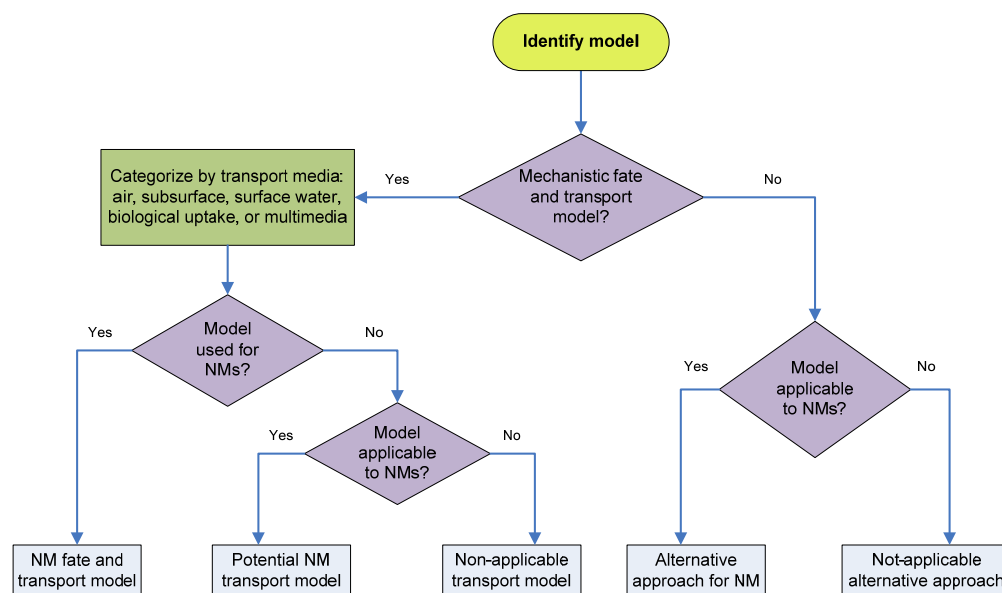 Identify model
Mechanistic fate
and transport
model?
Yes
No
Categorize by transport media:
air, subsurface, surface water,
biological uptake, or multimedia
Model
used for
NMs?
Yes
No
Model
applicable
to NMs?
Yes
No
Model
applicable
to NMs?
Yes
No
NM fate and
transport model
Potential NM
transport model
Non-applicable
transport model
Alternative
approach for NM
Not-applicable
alternative approach